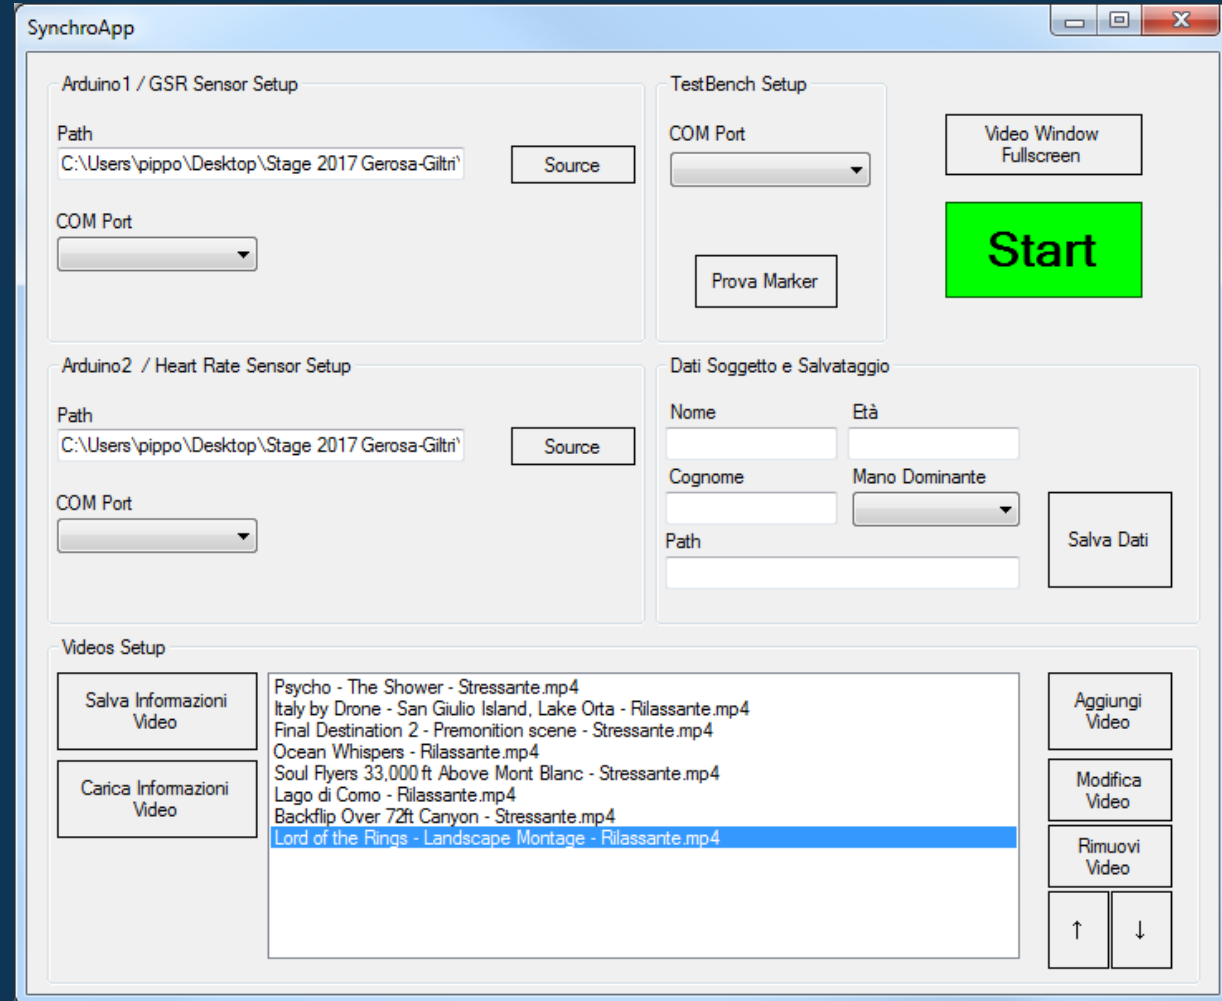 SynchroApp
Arduino1 / GSR Sensor Setup
Path
C:\Users\pippo\Desktop\Stage 2017 Gerosa-Giltri\
Source
COM Port
TestBench Setup
COM Port
Prova Marker
Video Window
Fullscreen
Start
Arduino2 / Heart Rate Sensor Setup
Path
C:\Users\pippo\Desktop\Stage 2017 Gerosa-Giltri\
Source
COM Port
Dati Soggetto e Salvataggio
Nome
Età
Cognome
Mano Dominante
Path
Salva Dati
Videos Setup
Salva Informazioni
Video
Carica Informazioni
Video
Psycho - The Shower - Stressante.mp4
Italy by Drone - San Giulio Island, Lake Orta - Rilassante.mp4
Final Destination 2 - Premonition scene - Stressante.mp4
Ocean Whispers - Rilassante.mp4
Soul Flyers 33,000 ft Above Mont Blanc - Stressante.mp4
Lago di Como - Rilassante.mp4
Backflip Over 72ft Canyon - Stressante.mp4
Lord of the Rings - Landscape Montage - Rilassante.mp4
Aggiungi
Video
Modifica
Video
Rimuovi
Video
↑
↓